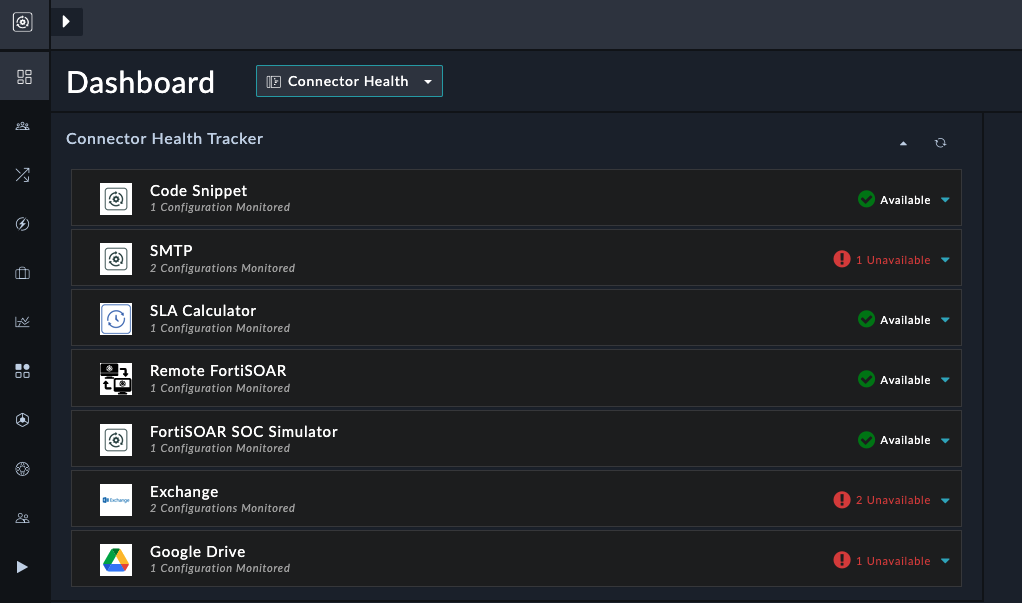 Dashboard
Connector Health
Connector Health Tracker
Code Snippet
1 Configuration Monitored
Available
SMTP
2 Configurations Monitored
1 Unavailable
SLA Calculator
1 Configuration Monitored
Available
Remote FortiSOAR
1 Configuration Monitored
Available
FortiSOAR SOC Simulator
1 Configuration Monitored
Available
Exchange
Exchange
2 Configurations Monitored
2 Unavailable
Google Drive
1 Configuration Monitored
1 Unavailable